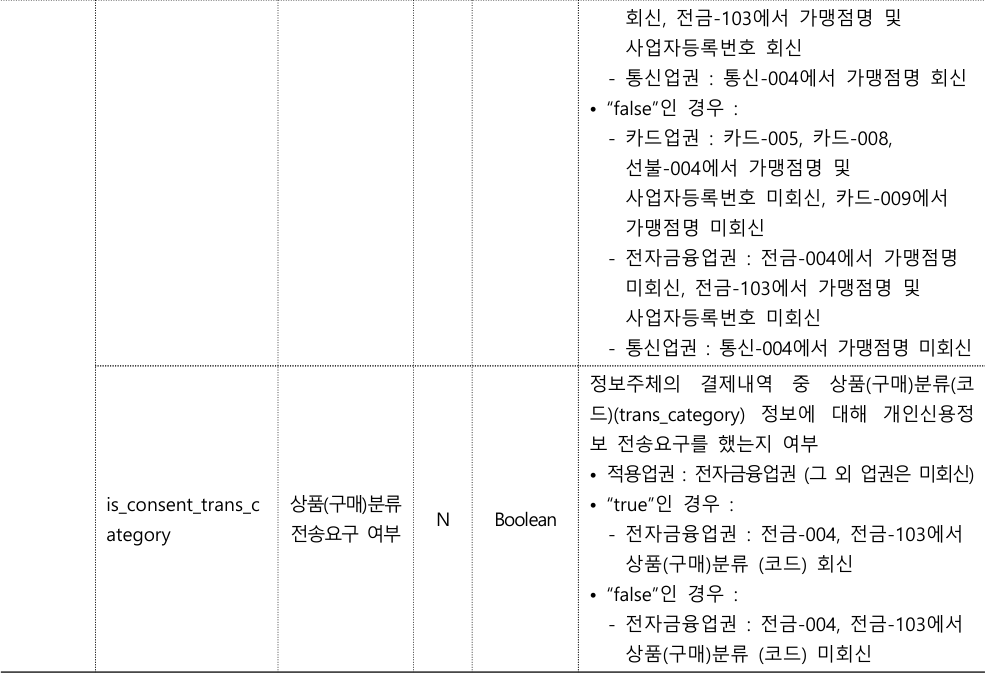 회신, 전금-103에서 가맹점명 및
사업자등록번호 회신
- 통신업권 : 통신-004에서 가맹점명 회신
• “false”인 경우 :
- 카드업권 : 카드-005, 카드-008,
선불-004에서 가맹점명 및
사업자등록번호 미회신, 카드-009에서
가맹점명 미회신
- 전자금융업권 : 전금-004에서 가맹점명
미회신, 전금-103에서 가맹점명 및
사업자등록번호 미회신
- 통신업권 : 통신-004에서 가맹점명 미회신
is_consent_trans_c
ategory
상품(구매)분류
전송요구 여부
N
Boolean
정보주체의 결제내역 중 상품(구매)분류(코
드)(trans_category) 정보에 대해 개인신용정
보 전송요구를 했는지 여부
• 적용업권 : 전자금융업권 (그 외 업권은 미회신)
• “true”인 경우 :
- 전자금융업권 : 전금-004, 전금-103에서
상품(구매)분류 (코드) 회신
• “false”인 경우 :
- 전자금융업권 : 전금-004, 전금-103에서
상품(구매)분류 (코드) 미회신